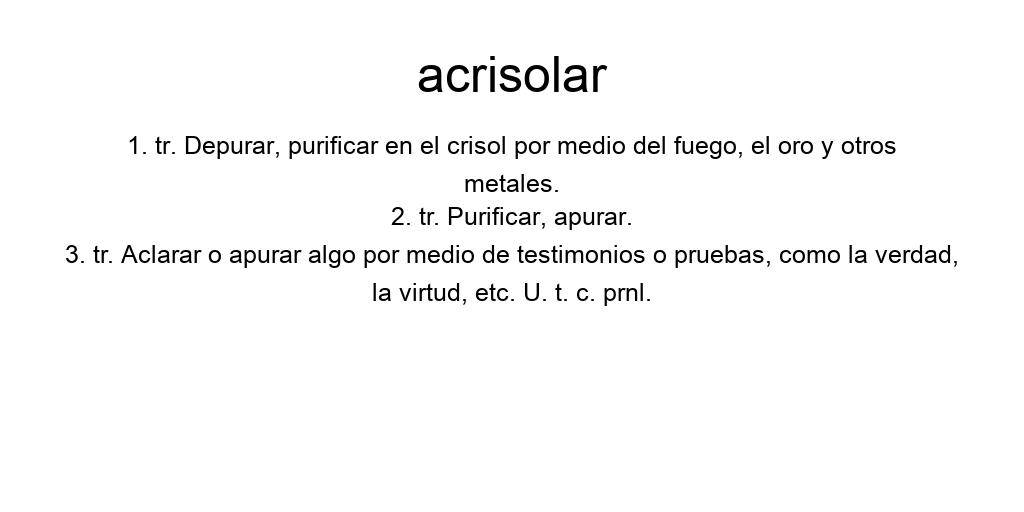 acrisolar
1. tr. Depurar, purificar en el crisol por medio del fuego, el oro y otros
metales.
2. tr. Purificar, apurar.
3. tr. Aclarar o apurar algo por medio de testimonios o pruebas, como la verdad,
la virtud, etc. U. t. c. prnl.